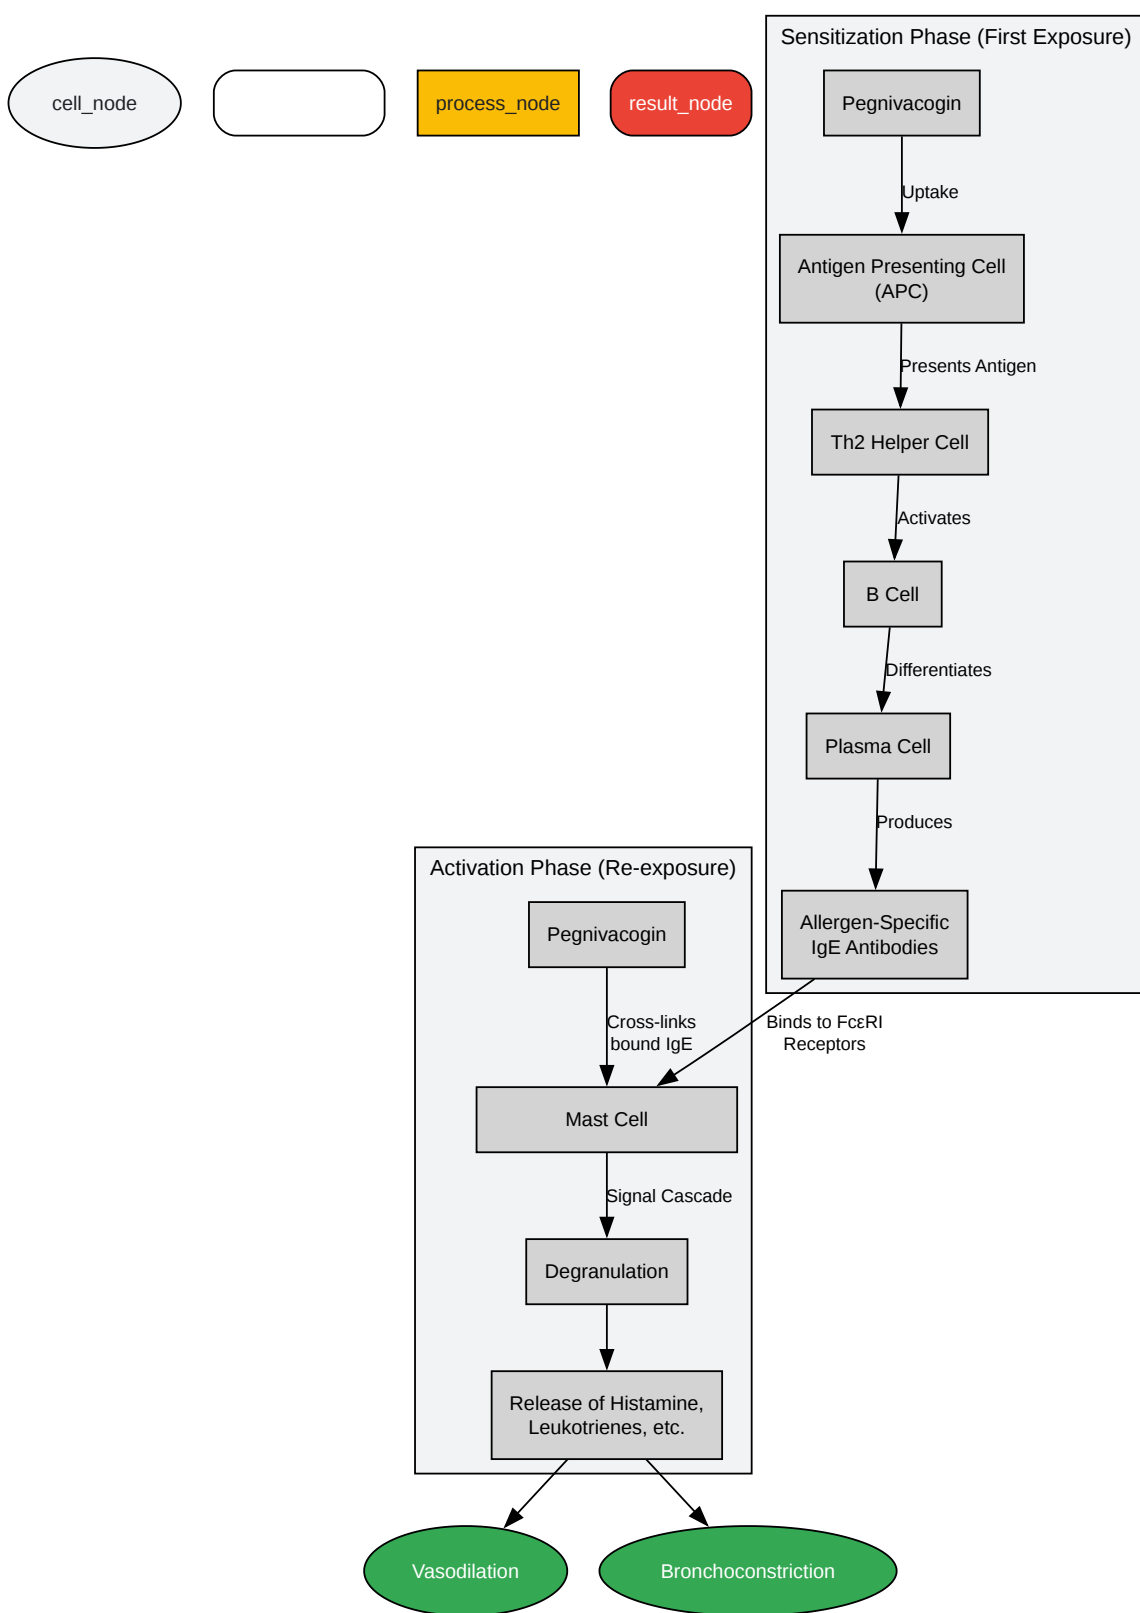 Sensitization Phase (First Exposure)
cell_node
process_node
result_node
Pegnivacogin
Uptake
Antigen Presenting Cell
(APC)
Presents Antigen
Th2 Helper Cell
Activates
B Cell
Differentiates
Plasma Cell
Produces
Allergen-Specific
IgE Antibodies
Binds to FcεRI
Receptors
Activation Phase (Re-exposure)
Pegnivacogin
Cross-links
bound IgE
Mast Cell
Signal Cascade
Degranulation
Release of Histamine,
Leukotrienes, etc.
Vasodilation
Bronchoconstriction